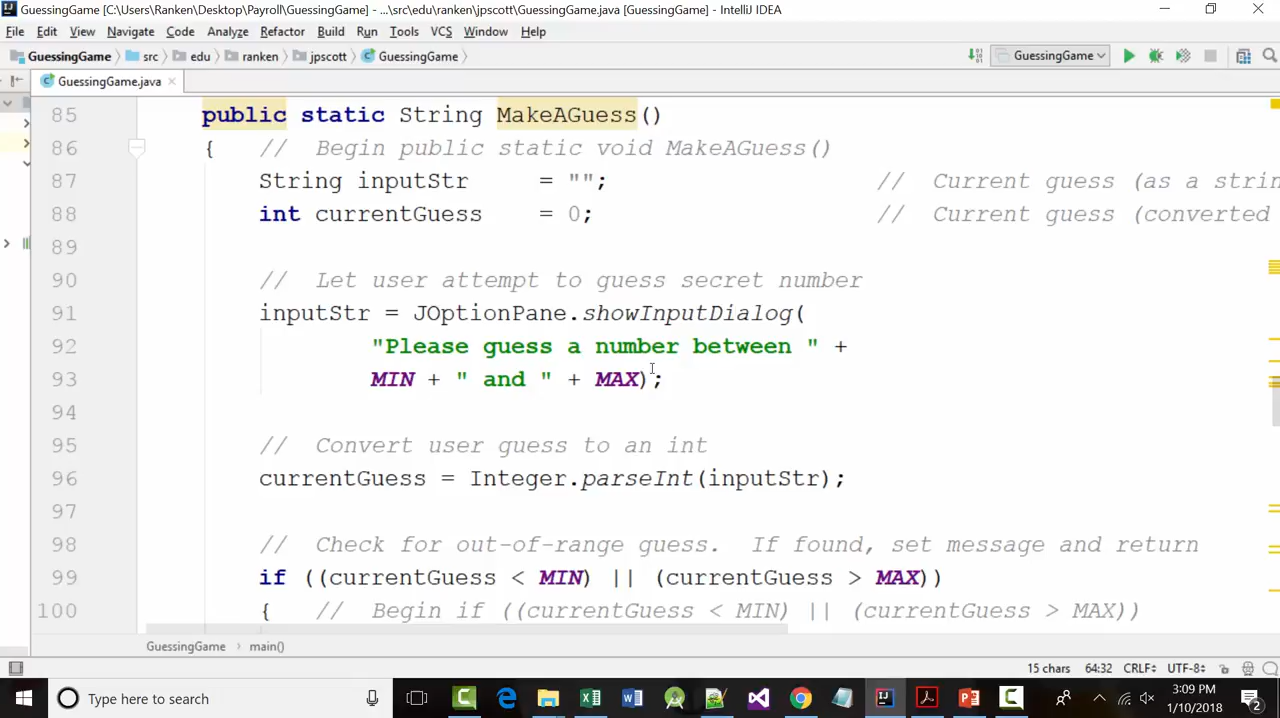 GuessingGame [C:\Users\Ranken\Desktop\Payroll\GuessingGame] - ...\src\edu\ranken\jpscott\GuessingGame.java [GuessingGame] - IntelliJ IDEA
File Edit View Navigate Code Analyze Refactor Build Run Tools VCS Window Help
GuessingGame src edu ranken jpscott GuessingGame GuessingGame
GuessingGame.java
85 public static String MakeAGuess()
86 { // Begin public static void MakeAGuess()
87 String inputStr = ""; // Current guess (as a strin
88 int currentGuess = 0; // Current guess (converted
89
90 // Let user attempt to guess secret number
91 inputStr = JOptionPane.showInputDialog(
92 "Please guess a number between " +
93 MIN + " and " + MAX);
94
95 // Convert user guess to an int
96 currentGuess = Integer.parseInt(inputStr);
97
98 // Check for out-of-range guess. If found, set message and return
99 if ((currentGuess < MIN) || (currentGuess > MAX))
100 { // Begin if ((currentGuess < MIN) || (currentGuess > MAX))
GuessingGame › main()
15 chars 64:32 CRLF UTF-8
Type here to search
3:09 PM
1/10/2018
2